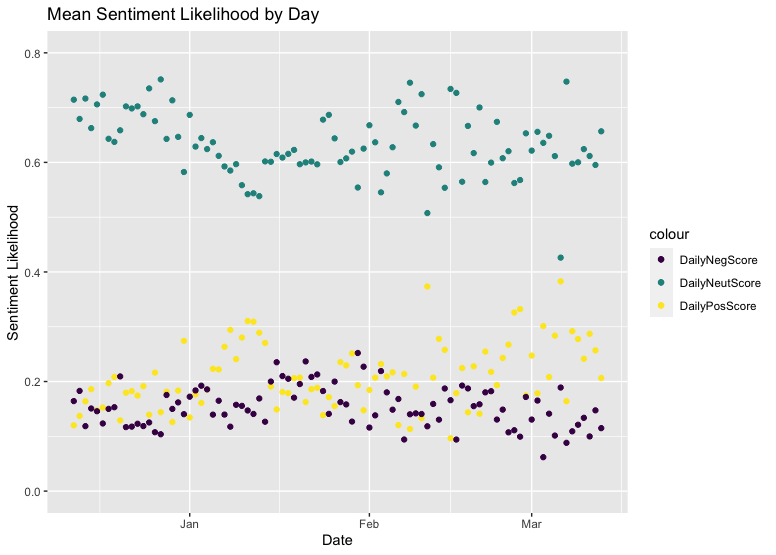 Mean Sentiment Likelihood by Day
Sentiment Likelihood
0.8
0.6
0.4
0.2
0.0
Jan
Feb
Mar
Date
colour
DailyNegScore
DailyNeutScore
DailyPosScore